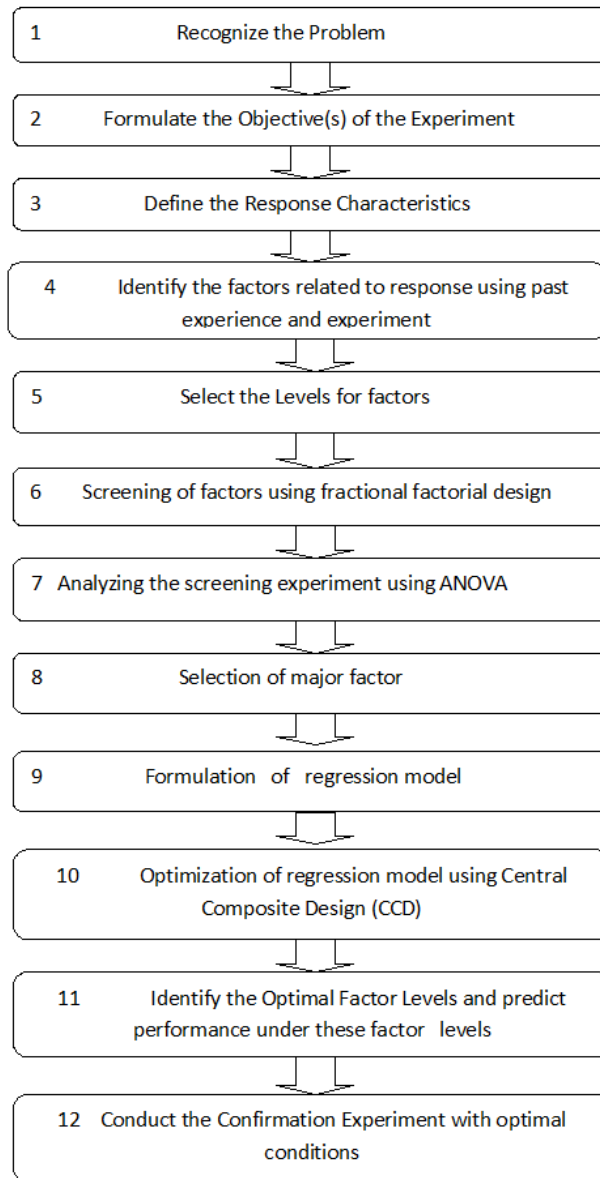 1 Recognize the Problem
2 Formulate the Objective(s) of the Experiment
3 Define the Response Characteristics
4 Identify the factors related to response using past
experience and experiment
5 Select the Levels for factors
6 Screening of factors using fractional factorial design
7 Analyzing the screening experiment using ANOVA
8 Selection of major factor
9 Formulation of regression model
10 Optimization of regression model using Central
Composite Design (CCD)
11 Identify the Optimal Factor Levels and predict
performance under these factor levels
12 Conduct the Confirmation Experiment with optimal
conditions